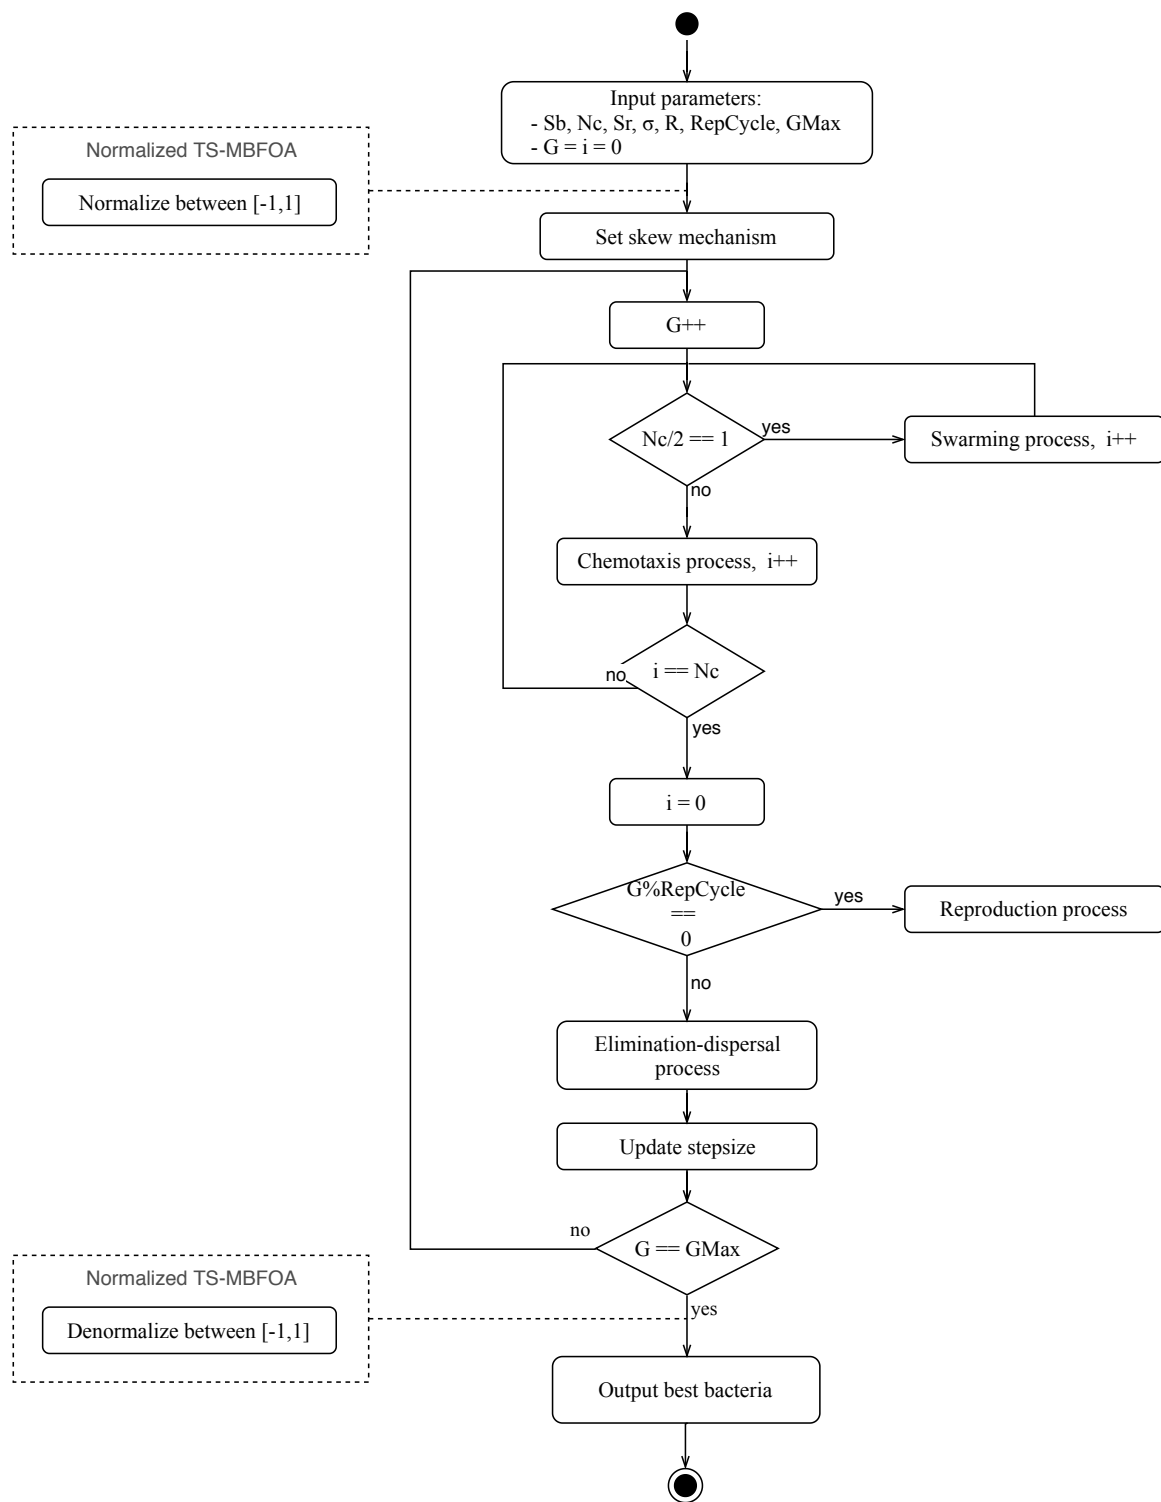 Input parameters:
- Sb, Nc, Sr, σ, R, RepCycle, GMax
- G = i = 0
Normalized TS-MBFOA
Normalize between [-1,1]
Set skew mechanism
G++
Nc/2 == 1
yes
Swarming process,  i++
no
Chemotaxis process,  i++
i == Nc
no
yes
i = 0
G%RepCycle
==
0
yes
Reproduction process
no
Elimination-dispersal
process
Update stepsize
G == GMax
no
yes
Normalized TS-MBFOA
Denormalize between [-1,1]
Output best bacteria